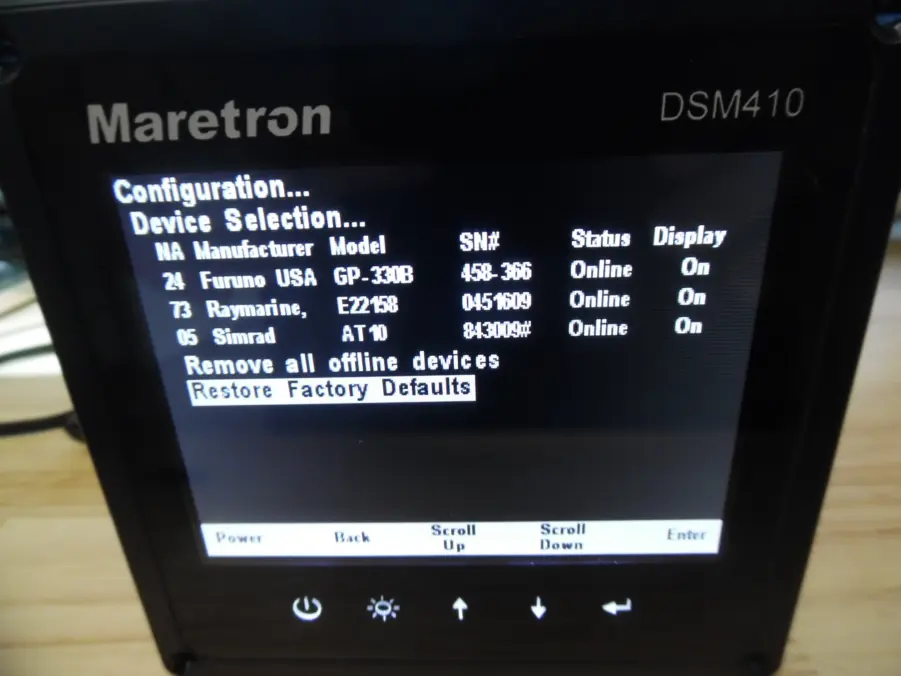 Maretron DSM410
Configuration...
Device Selection...
NA Manufacturer Model SN# Status Display
24 Furuno USA GP-330B 458-366 Online On
73 Raymarine, E22158 0451609 Online On
05 Simrad AT10 843009# Online On
Remove all offline devices
Restore Factory Defaults
Power Back Scroll Up Scroll Down Enter